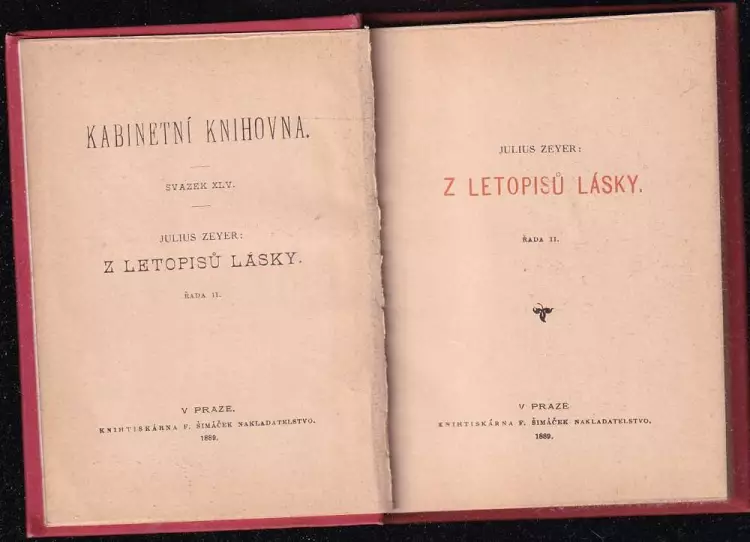 KABINETNÍ KNIHOVNA.
SVAZEK XLV.
JULIUS ZEYER:
Z LETOPISŮ LÁSKY.
ŘADA II.
V PRAZE.
KNIHTISKÁRNA F. ŠIMÁČEK NAKLADATELSTVO.
1889.
JULIUS ZEYER:
Z LETOPISŮ LÁSKY.
ŘADA II.
V PRAZE
KNIHTISKÁRNA F. ŠIMÁČEK NAKLADATELSTVO.
1889.